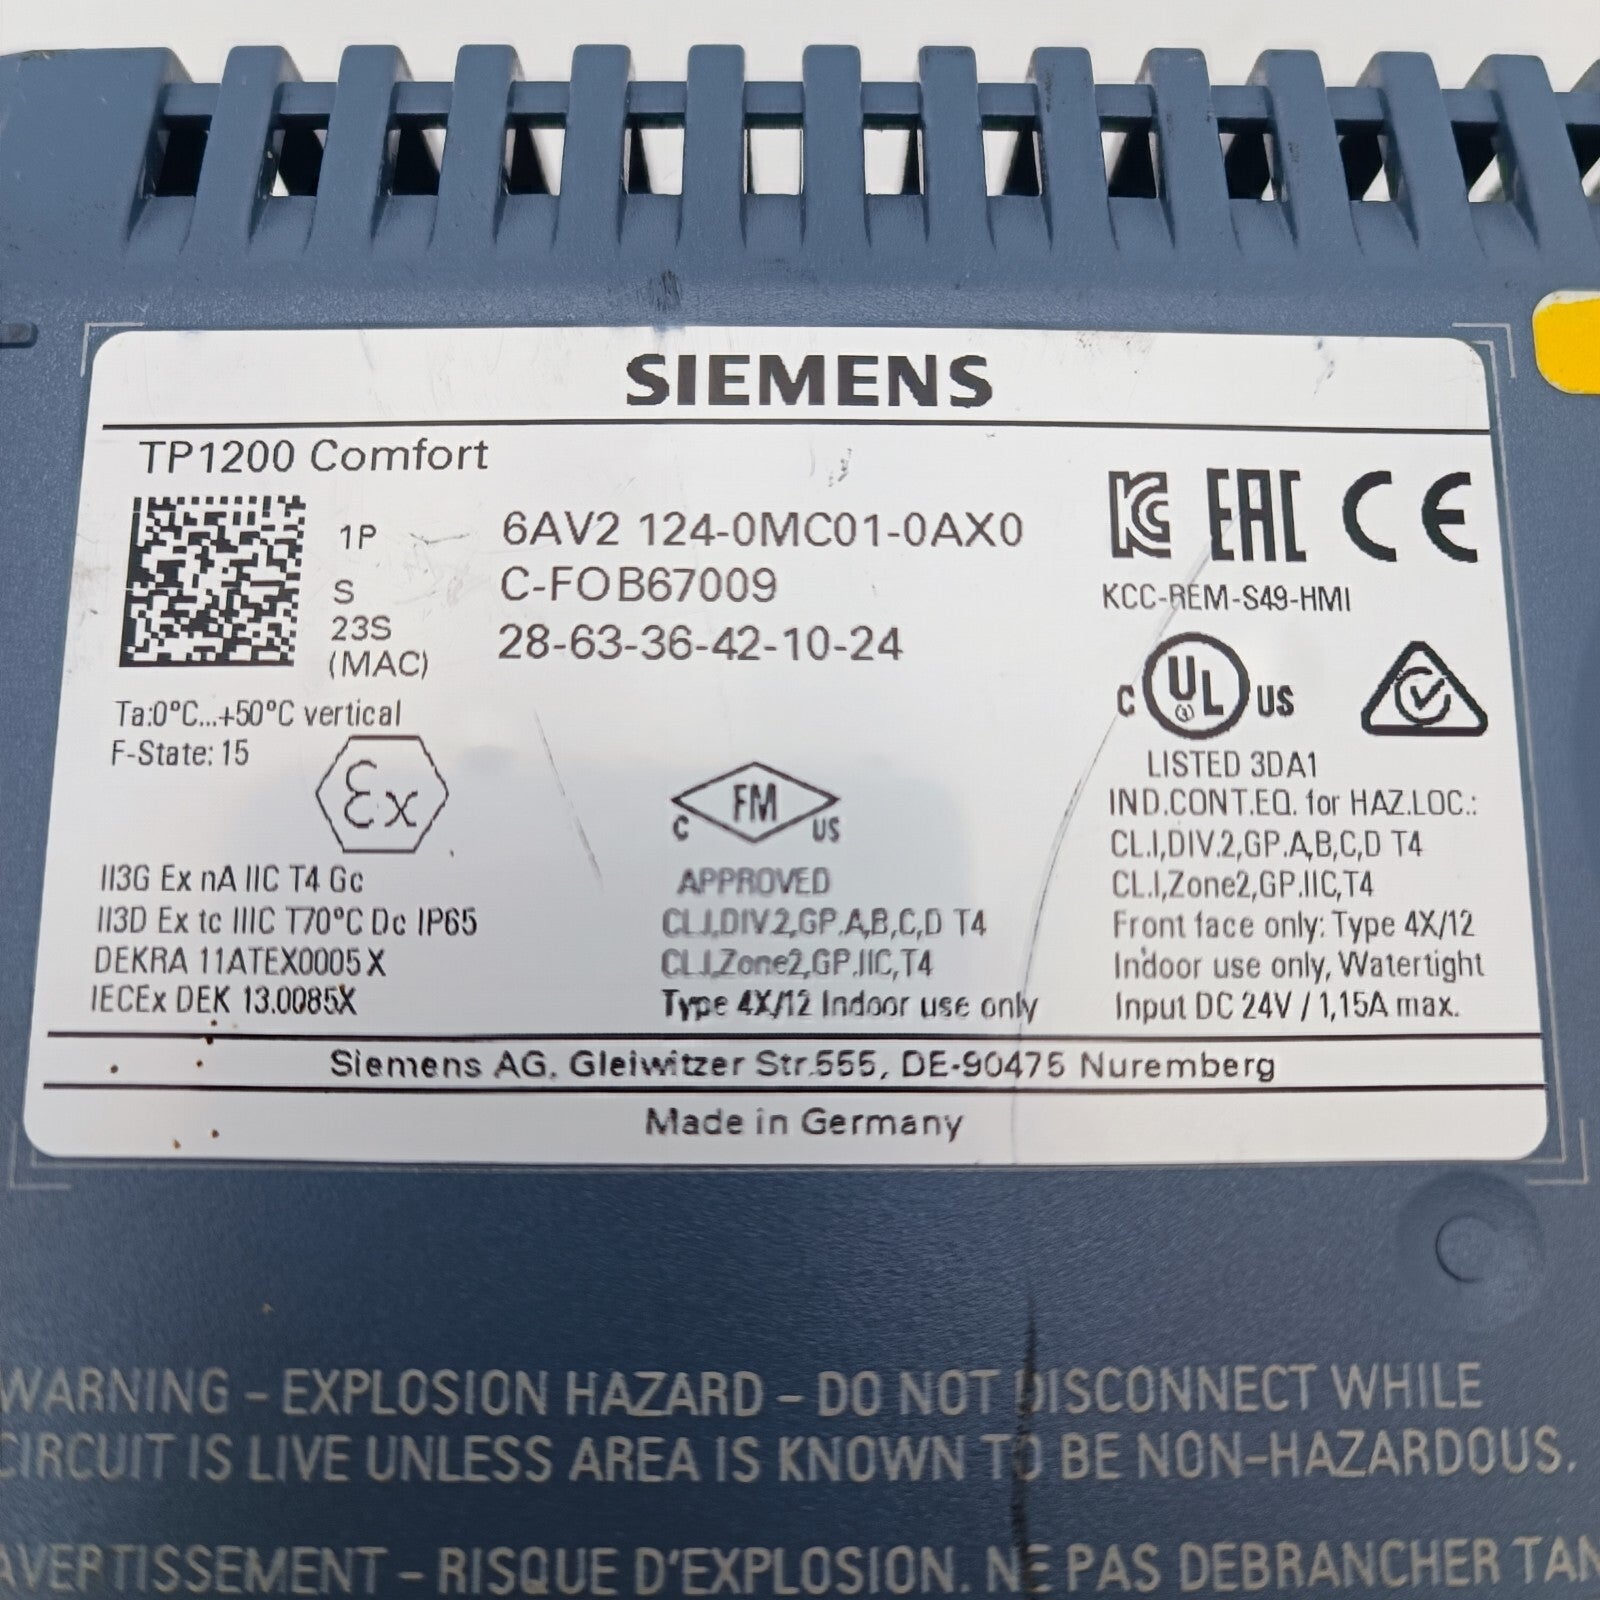 SIEMENS
TP1200 Comfort
1P 6AV2 124-0MC01-0AX0
S C-FOB67009
23S 28-63-36-42-10-24
(MAC)
Ta:0°C...+50°C vertical
F-State: 15
Ex
II3G Ex nA IIC T4 Gc
II3D Ex tc IIIC T70°C Dc IP65
DEKRA 11ATEX0005 X
IECEx DEK 13.0085X
FM
C US
APPROVED
CL.I,DIV.2,GP.A,B,C,D T4
CL.I,Zone2,GP.IIC,T4
Type 4X/12 Indoor use only
KC EAC CE
KCC-REM-S49-HMI
C UL US
LISTED 3DA1
IND.CONT.EQ. for HAZ.LOC.:
CL.I,DIV.2,GP.A,B,C,D T4
CL.I,Zone2,GP.IIC,T4
Front face only: Type 4X/12
Indoor use only, Watertight
Input DC 24V / 1,15A max.
Siemens AG, Gleiwitzer Str.555, DE-90475 Nuremberg
Made in Germany
WARNING – EXPLOSION HAZARD – DO NOT DISCONNECT WHILE
CIRCUIT IS LIVE UNLESS AREA IS KNOWN TO BE NON-HAZARDOUS.
AVERTISSEMENT – RISQUE D'EXPLOSION. NE PAS DEBRANCHER TAN